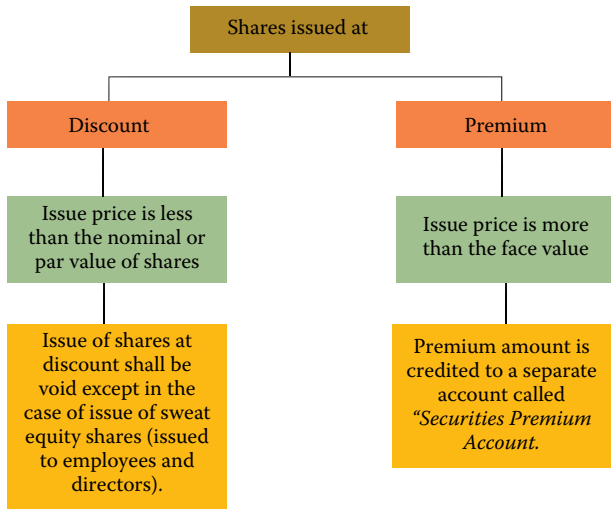 Shares issued at
Discount
Premium
Issue price is less
than the nominal or
par value of shares
Issue price is more
than the face value
Issue of shares at
discount shall be
void except in the
case of issue of sweat
equity shares (issued
to employees and
directors).
Premium amount is
credited to a separate
account called
“Securities Premium
Account.